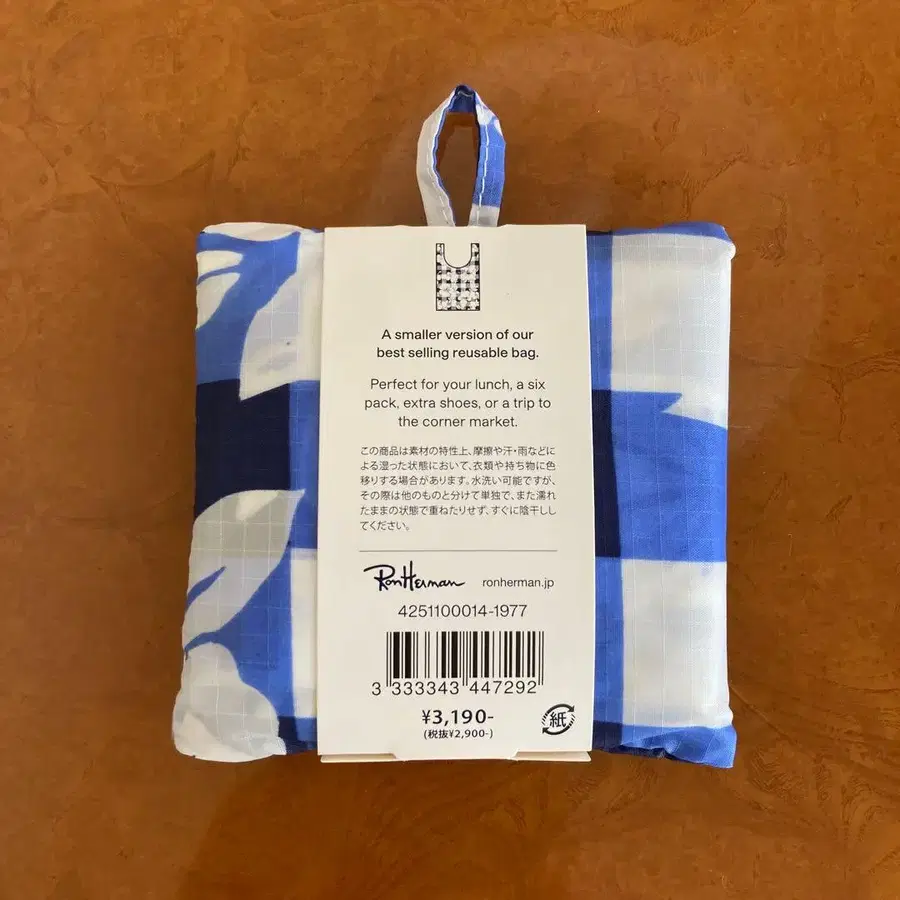 A smaller version of our
best selling reusable bag.
Perfect for your lunch, a six
pack, extra shoes, or a trip to
the corner market.
この商品は素材の特性上、摩擦や汗・雨などに
よる湿った状態において、衣類や持ち物に色
移りする場合があります。水洗い可能ですが、
その際は他のものと分けて単独で、また濡れ
たままの状態で重ねたりせず、すぐに陰干しし
てください。
RonHerman ronherman.jp
4251100014-1977
3 333343 447292
¥3,190-
(税抜¥2,900-)
紙